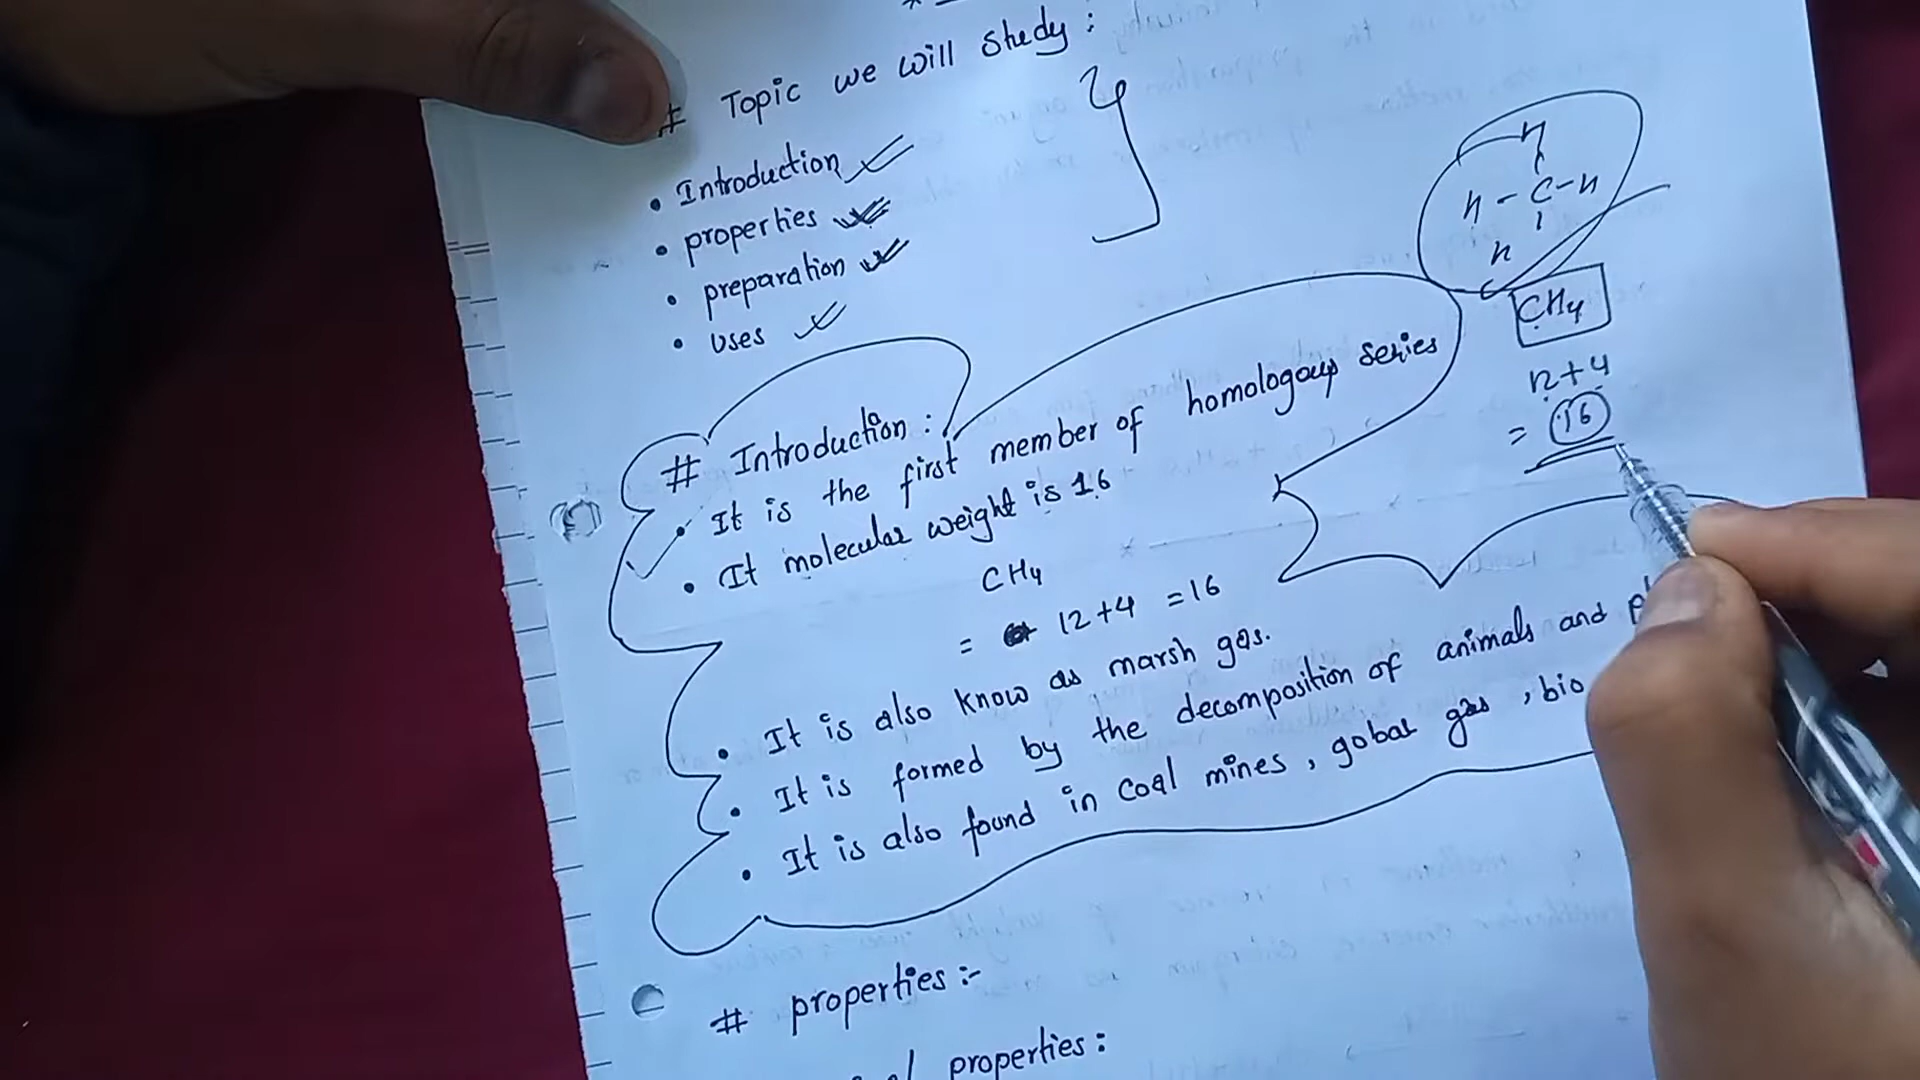 # Topic we will study :
• Introduction
• properties
• preparation
• uses
H
H - C - H
H
CH4
12+4
= 16
# Introduction :
• It is the first member of homologous series
• It molecular weight is 16
CH4
= 12+4 =16
• It is also know as marsh gas.
• It is formed by the decomposition of animals and
• It is also found in coal mines, gobar gas, bio
# properties :-
properties :